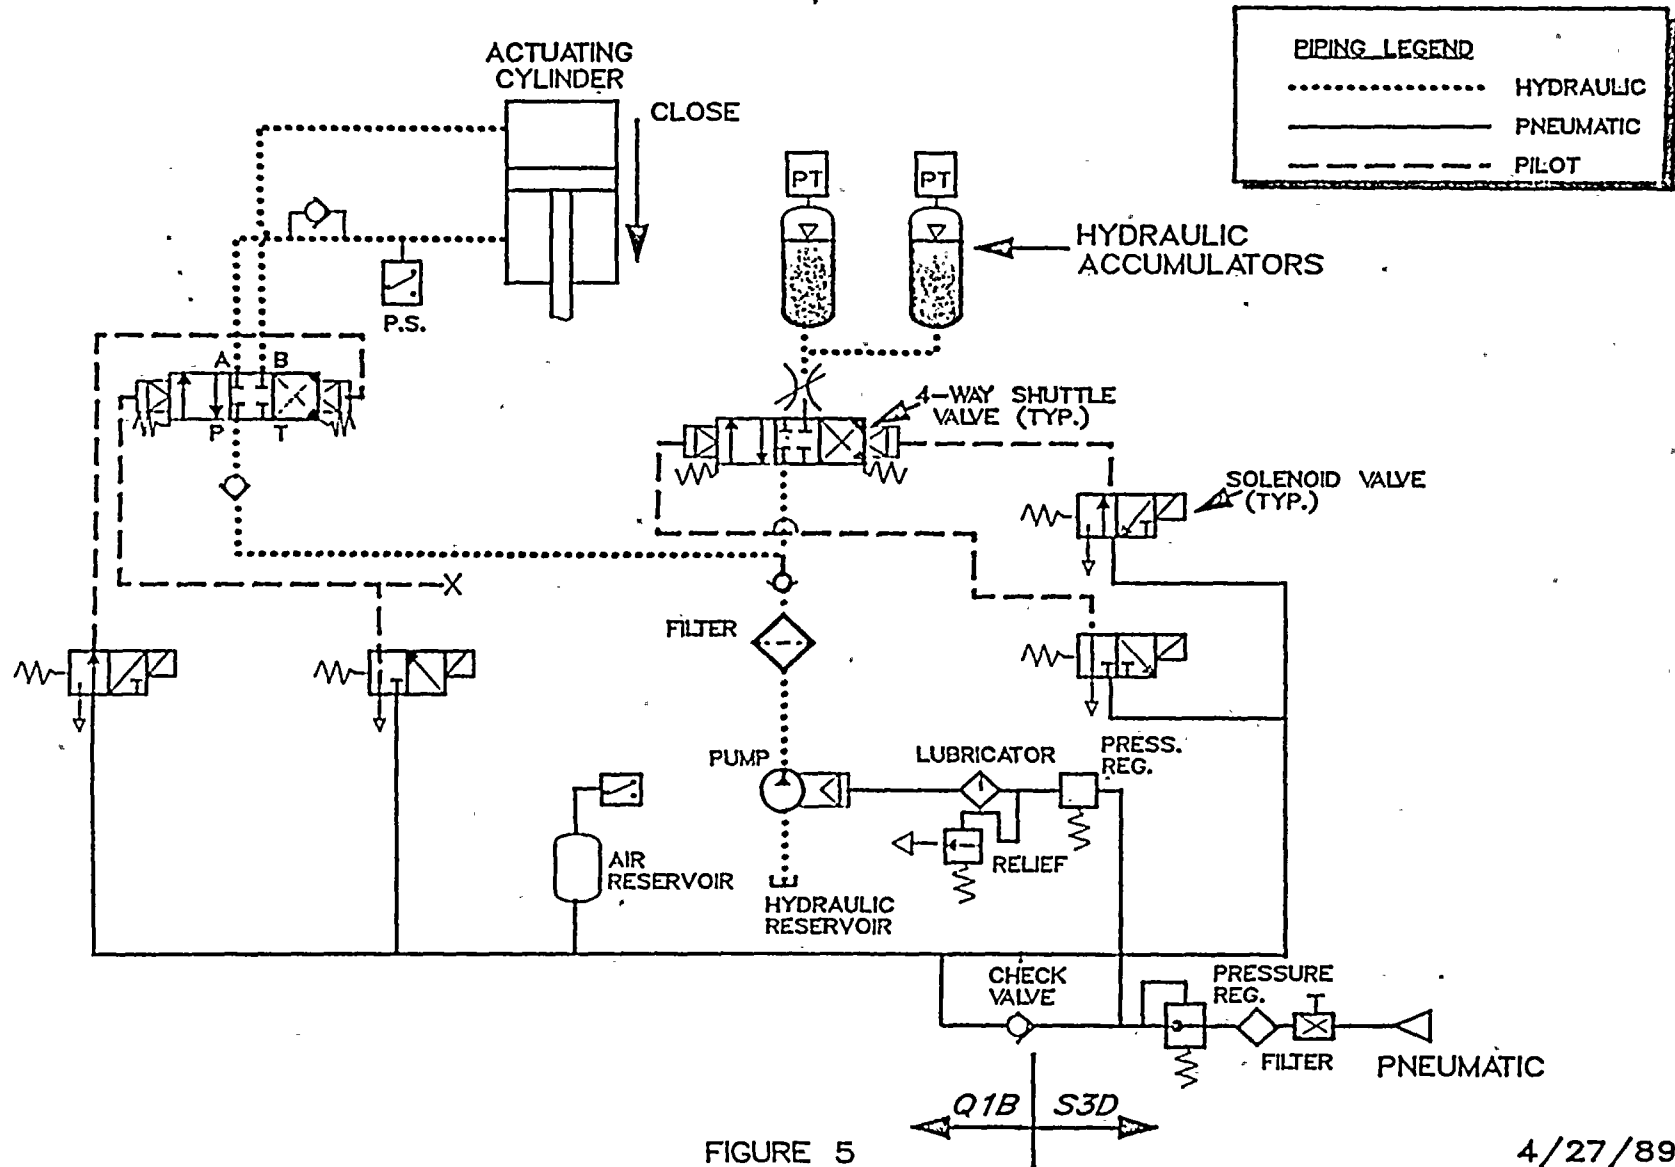 PIPING LEGEND
HYDRAULIC
PNEUMATIC
PILOT
ACTUATING
CYLINDER
CLOSE
PT
PT
HYDRAULIC
ACCUMULATORS
P.S.
A
B
P
T
4-WAY SHUTTLE
VALVE (TYP.)
SOLENOID VALVE
(TYP.)
T
X
FILTER
T
T
T
T
T
PUMP
LUBRICATOR
PRESS.
REG.
RELIEF
AIR
RESERVOIR
HYDRAULIC
RESERVOIR
CHECK
VALVE
PRESSURE
REG.
FILTER
PNEUMATIC
Q1B
S3D
FIGURE 5
4/27/89